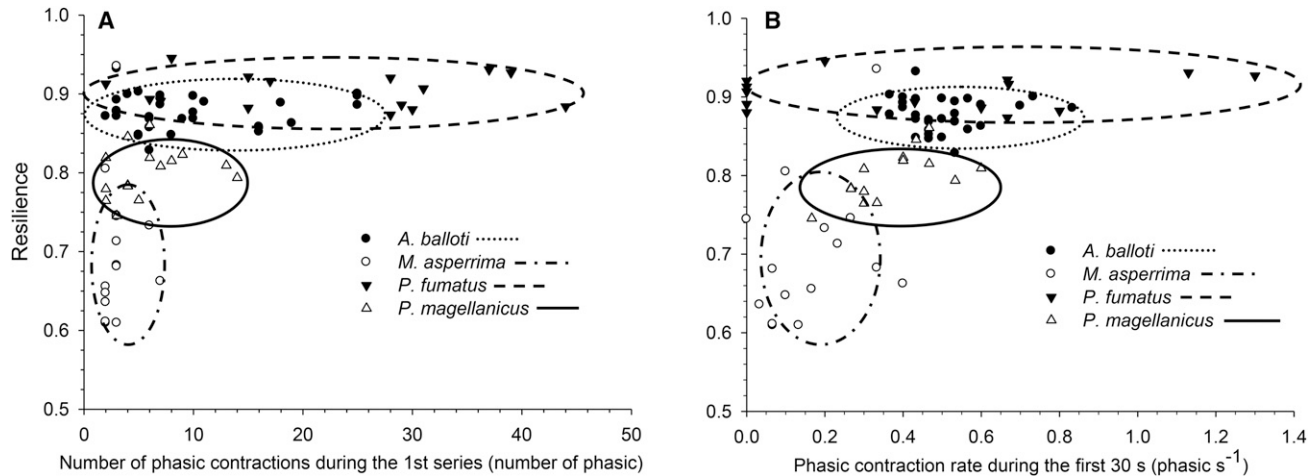 A
1.0
0.9
0.8
0.7
0.6
0.5
Resilience
A. balloti
M. asperrima
P. fumatus
P. magellanicus
0 10 20 30 40 50
Number of phasic contractions during the 1st series (number of phasic)
B
1.0
0.9
0.8
0.7
0.6
0.5
A. balloti
M. asperrima
P. fumatus
P. magellanicus
0.0 0.2 0.4 0.6 0.8 1.0 1.2 1.4
Phasic contraction rate during the first 30 s (phasic s⁻¹)